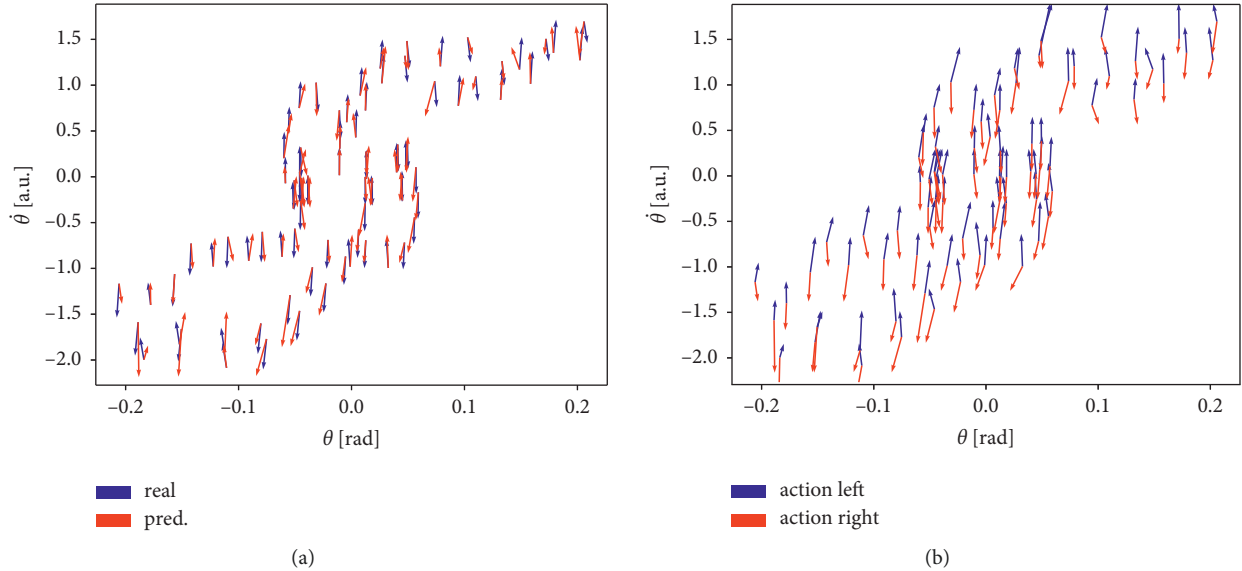 1.5
1.0
0.5
0.0
−0.5
−1.0
−1.5
−2.0
θ̇ [a.u.]
−0.2 −0.1 0.0 0.1 0.2
θ [rad]
real
pred.
(a)
1.5
1.0
0.5
0.0
−0.5
−1.0
−1.5
−2.0
θ̇ [a.u.]
−0.2 −0.1 0.0 0.1 0.2
θ [rad]
action left
action right
(b)